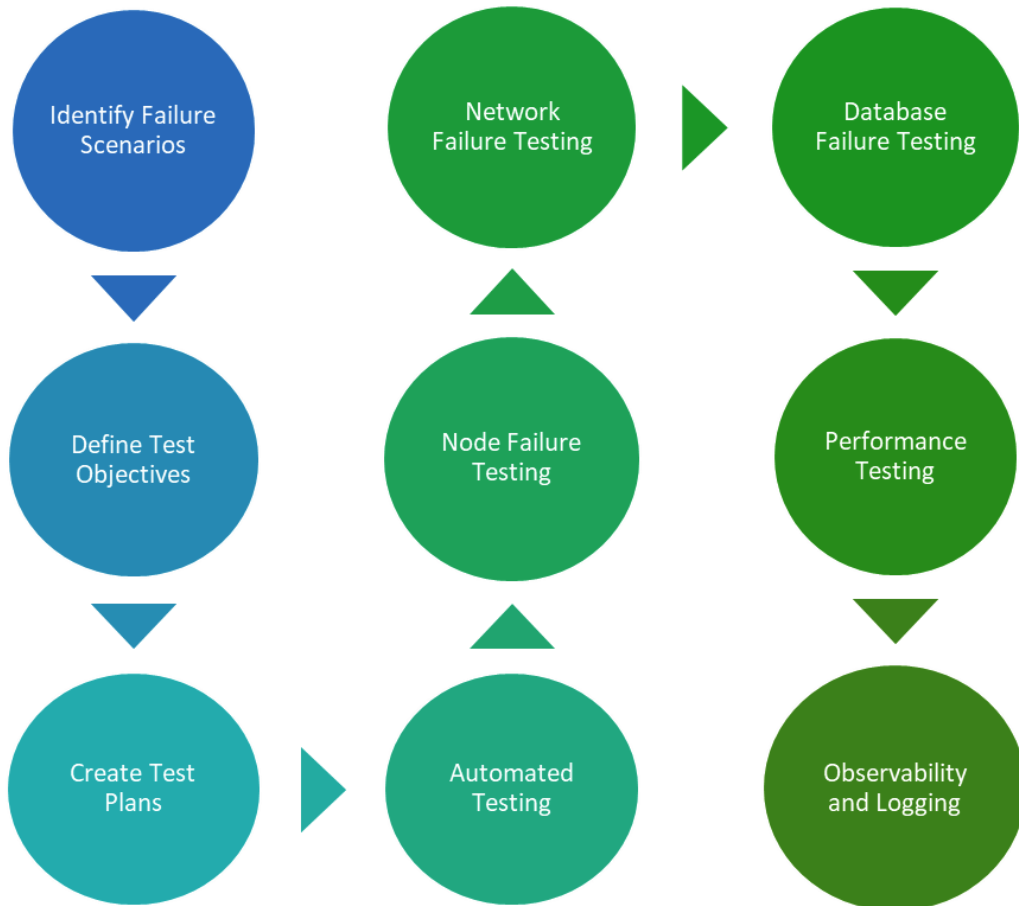 Identify Failure
Scenarios
Define Test
Objectives
Create Test
Plans
Automated
Testing
Node Failure
Testing
Network
Failure Testing
Database
Failure Testing
Performance
Testing
Observability
and Logging